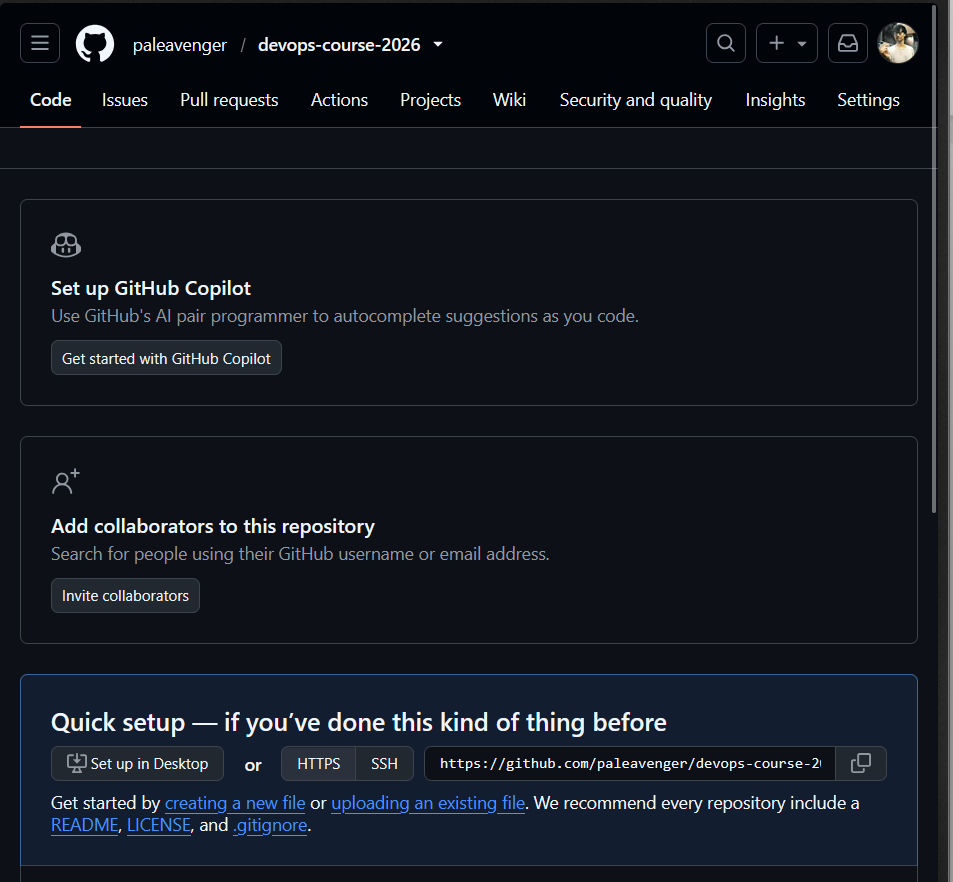 paleavenger / devops-course-2026
Code Issues Pull requests Actions Projects Wiki Security and quality Insights Settings
Set up GitHub Copilot
Use GitHub's AI pair programmer to autocomplete suggestions as you code.
Get started with GitHub Copilot
Add collaborators to this repository
Search for people using their GitHub username or email address.
Invite collaborators
Quick setup — if you’ve done this kind of thing before
Set up in Desktop or HTTPS SSH https://github.com/paleavenger/devops-course-2
Get started by creating a new file or uploading an existing file. We recommend every repository include a
README, LICENSE, and .gitignore.